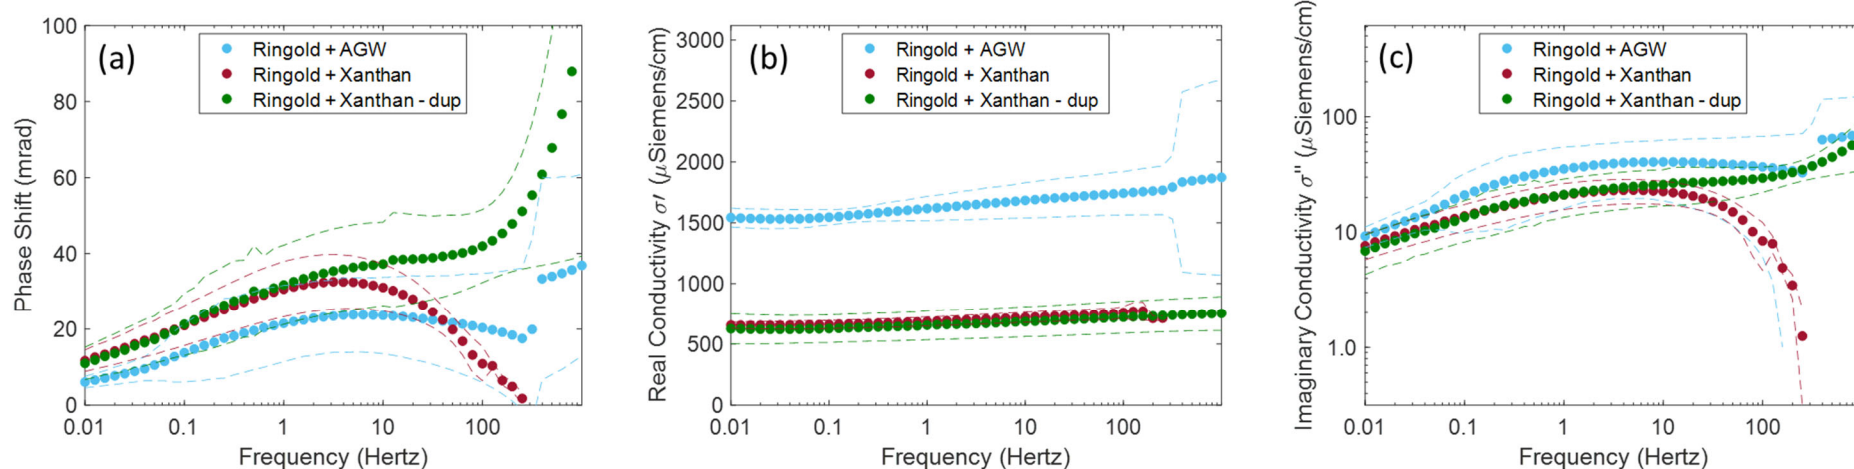 (a)
Ringold + AGW
Ringold + Xanthan
Ringold + Xanthan - dup
Phase Shift (mrad)
100
80
60
40
20
0
0.01 0.1 1 10 100
Frequency (Hertz)
(b)
Ringold + AGW
Ringold + Xanthan
Ringold + Xanthan - dup
Real Conductivity σ' (μSiemens/cm)
3000
2500
2000
1500
1000
500
0
0.01 0.1 1 10 100
Frequency (Hertz)
(c)
Ringold + AGW
Ringold + Xanthan
Ringold + Xanthan - dup
Imaginary Conductivity σ" (μSiemens/cm)
100
10
1.0
0.01 0.1 1 10 100
Frequency (Hertz)